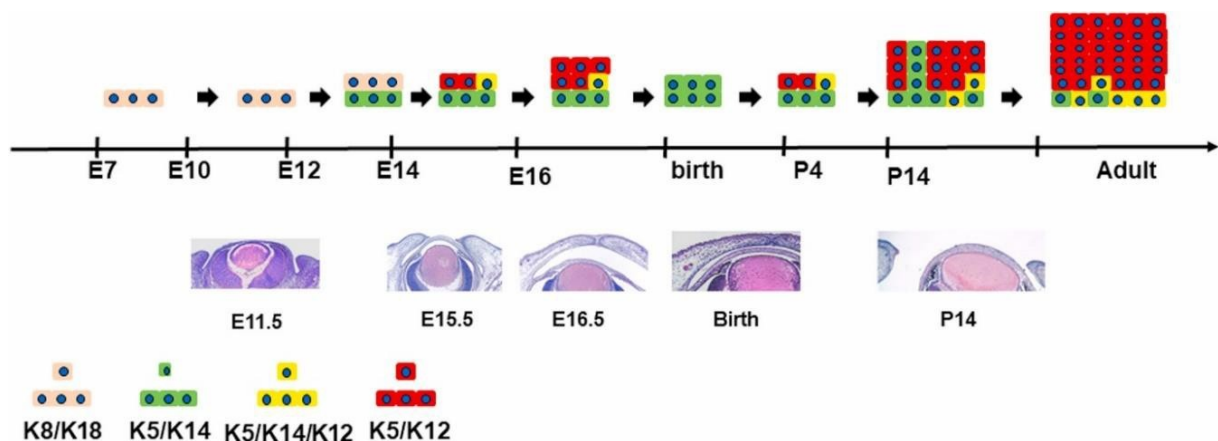 E7 E10 E12 E14 E16 birth P4 P14 Adult
E11.5 E15.5 E16.5 Birth P14
K8/K18 K5/K14 K5/K14/K12 K5/K12